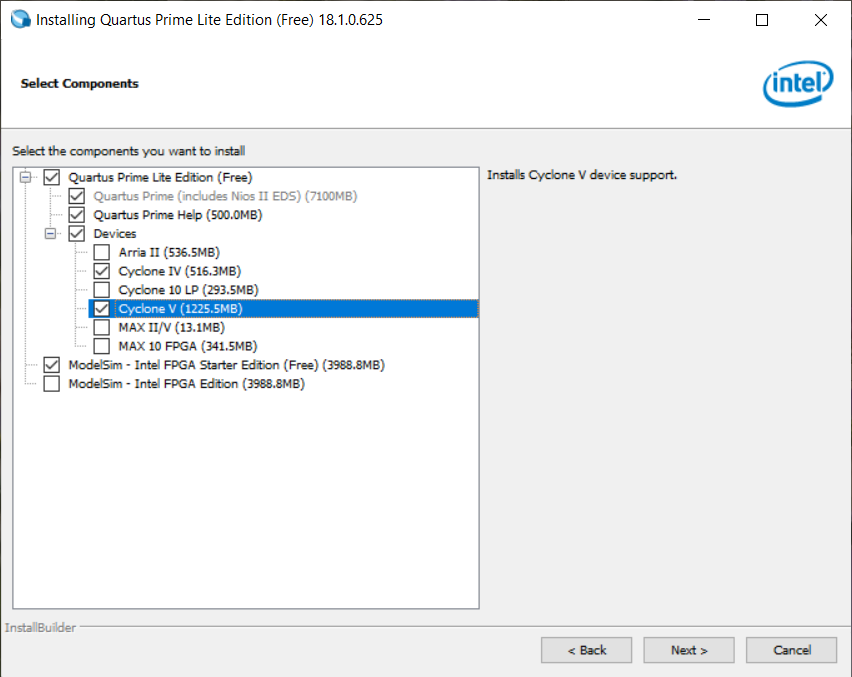 Installing Quartus Prime Lite Edition (Free) 18.1.0.625
Select Components
intel
Select the components you want to install
Quartus Prime Lite Edition (Free)
Quartus Prime (includes Nios II EDS) (7100MB)
Quartus Prime Help (500.0MB)
Devices
Arria II (536.5MB)
Cyclone IV (516.3MB)
Cyclone 10 LP (293.5MB)
Cyclone V (1225.5MB)
MAX II/V (13.1MB)
MAX 10 FPGA (341.5MB)
ModelSim - Intel FPGA Starter Edition (Free) (3988.8MB)
ModelSim - Intel FPGA Edition (3988.8MB)
Installs Cyclone V device support.
InstallBuilder
< Back
Next >
Cancel